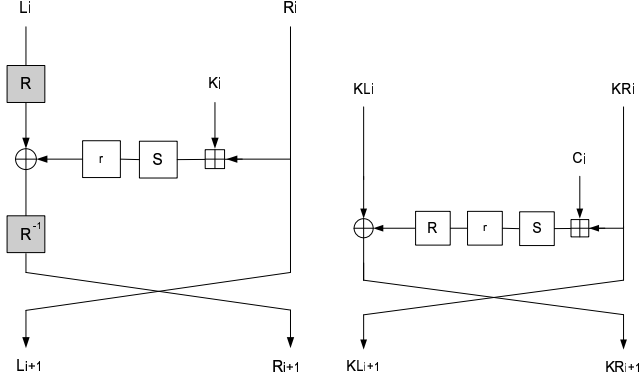 Li Ri
R
Ki
r S
R-1
Li+1 Ri+1
KLi KRi
Ci
R r S
KLi+1 KRi+1